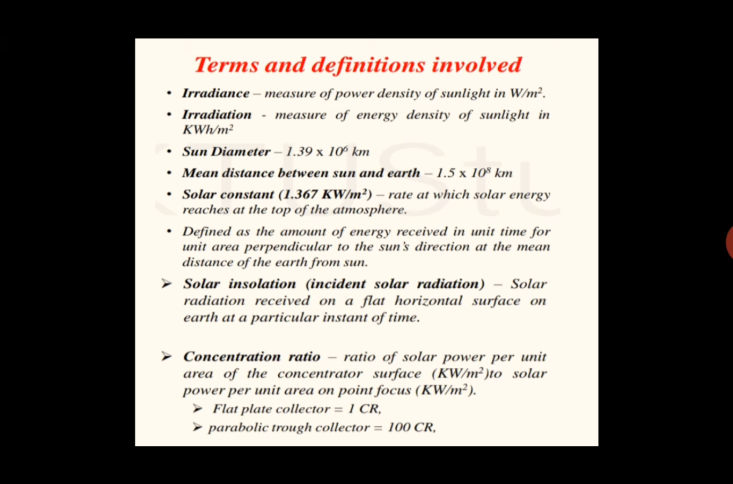 Terms and definitions involved
• Irradiance – measure of power density of sunlight in W/m².
• Irradiation - measure of energy density of sunlight in
KWh/m²
• Sun Diameter – 1.39 x 10⁶ km
• Mean distance between sun and earth – 1.5 x 10⁸ km
• Solar constant (1.367 KW/m²) – rate at which solar energy
reaches at the top of the atmosphere.
• Defined as the amount of energy received in unit time for
unit area perpendicular to the sun's direction at the mean
distance of the earth from sun.
➢ Solar insolation (incident solar radiation) – Solar
radiation received on a flat horizontal surface on
earth at a particular instant of time.
➢ Concentration ratio – ratio of solar power per unit
area of the concentrator surface (KW/m²)to solar
power per unit area on point focus (KW/m²).
➢ Flat plate collector = 1 CR,
➢ parabolic trough collector = 100 CR,